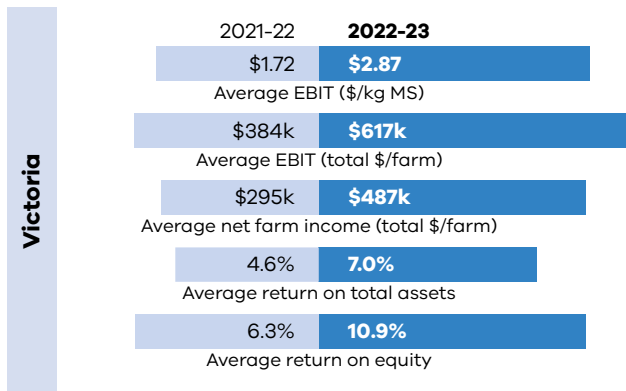 Victoria
2021-22 2022-23
$1.72 $2.87
Average EBIT ($/kg MS)
$384k $617k
Average EBIT (total $/farm)
$295k $487k
Average net farm income (total $/farm)
4.6% 7.0%
Average return on total assets
6.3% 10.9%
Average return on equity